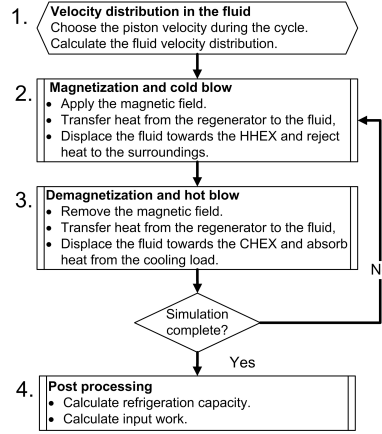 1. Velocity distribution in the fluid
Choose the piston velocity during the cycle.
Calculate the fluid velocity distribution.
2. Magnetization and cold blow
• Apply the magnetic field.
• Transfer heat from the regenerator to the fluid,
• Displace the fluid towards the HHEX and reject
heat to the surroundings.
3. Demagnetization and hot blow
• Remove the magnetic field.
• Transfer heat from the regenerator to the fluid,
• Displace the fluid towards the CHEX and absorb
heat from the cooling load.
N
Simulation
complete?
Yes
4. Post processing
• Calculate refrigeration capacity.
• Calculate input work.